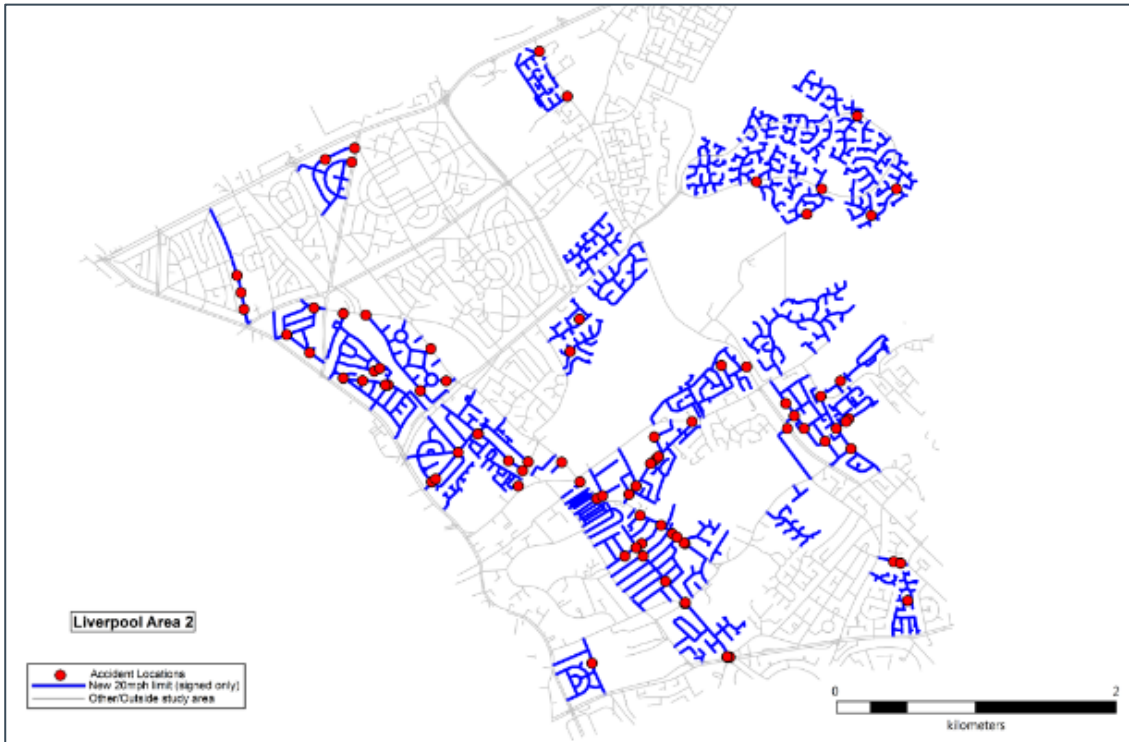 Liverpool Area 2
Accident Locations
New 20mph limit (signed only)
Other/Outside study area
0
2
kilometers